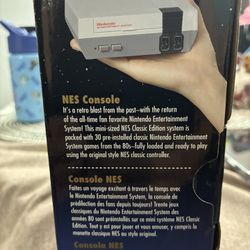 Nintendo
NES Console
It's a retro blast from the past—with the return
of the all-time fan favorite Nintendo Entertainment
System! This mini-sized NES Classic Edition system is
packed with 30 pre-installed classic Nintendo Entertainment
System games from the 80s—fully loaded and ready to play
using the original style NES classic controller.
Console NES
Faites un voyage excitant à travers le temps avec
le Nintendo Entertainment System, la console de
prédilection des fans depuis toujours! Trente jeux
classiques du Nintendo Entertainment System des
années 80 sont préinstallés sur ce mini système NES Classic
Edition. Tout y est pour jouer et vous amuser, y compris la
manette classique NES au style original.
Consola NES